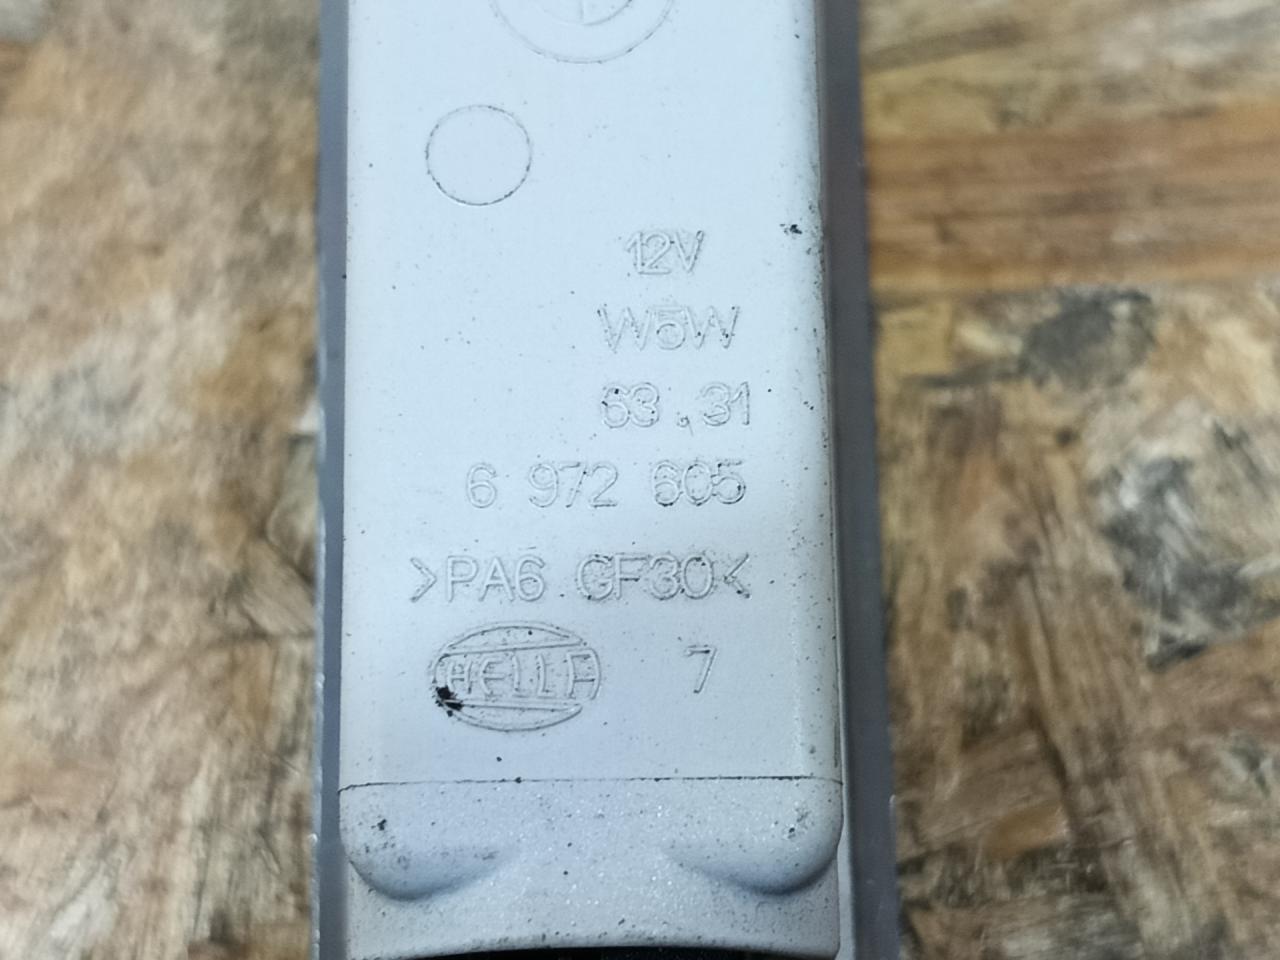 12V
W5W
63.31
6 972 605
>PA6 GF30<
HELLA 7